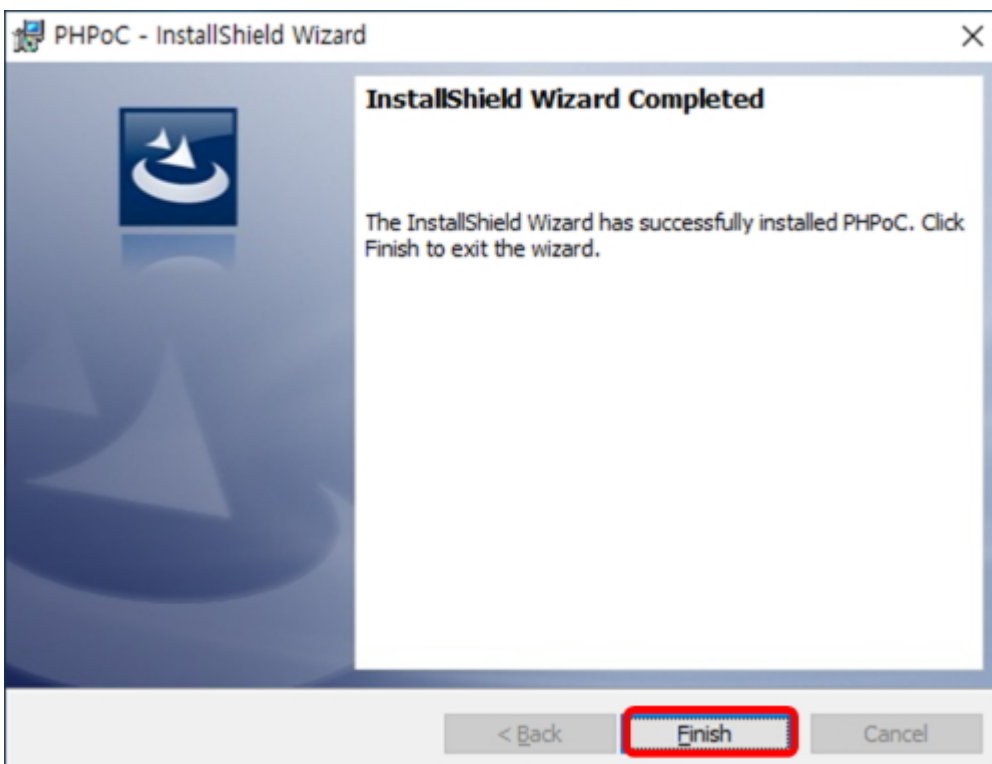 PHPoC - InstallShield Wizard
InstallShield Wizard Completed
The InstallShield Wizard has successfully installed PHPoC. Click
Finish to exit the wizard.
< Back
Finish
Cancel